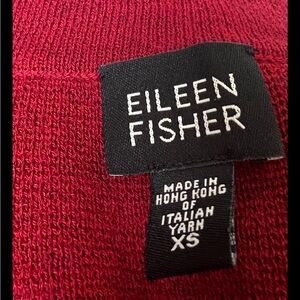 EILEEN
FISHER
MADE IN
HONG KONG
OF
ITALIAN
YARN
XS